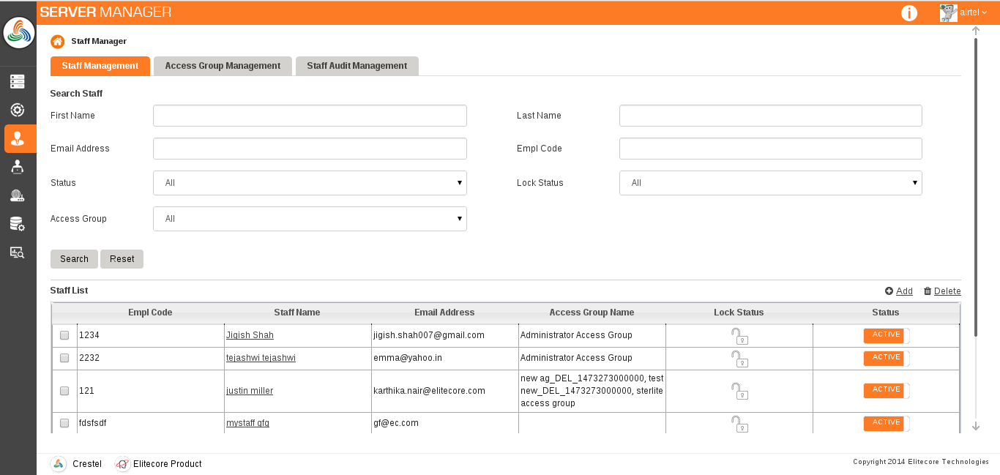 SERVER MANAGER
airtel
Staff Manager
Staff Management
Access Group Management
Staff Audit Management
Search Staff
First Name
Last Name
Email Address
Empl Code
Status
All
Lock Status
All
Access Group
All
Search
Reset
Staff List
Add
Delete
Empl Code
Staff Name
Email Address
Access Group Name
Lock Status
Status
1234
Jigish Shah
jigish.shah007@gmail.com
Administrator Access Group
ACTIVE
2232
tejashwi tejashwi
emma@yahoo.in
Administrator Access Group
ACTIVE
121
justin miller
karthika.nair@elitecore.com
new ag_DEL_1473273000000, test
new_DEL_1473273000000, sterlite
access group
ACTIVE
fdsfsdf
mystaff gfg
gf@ec.com
ACTIVE
Crestel
Elitecore Product
Copyright 2014 Elitecore Technologies